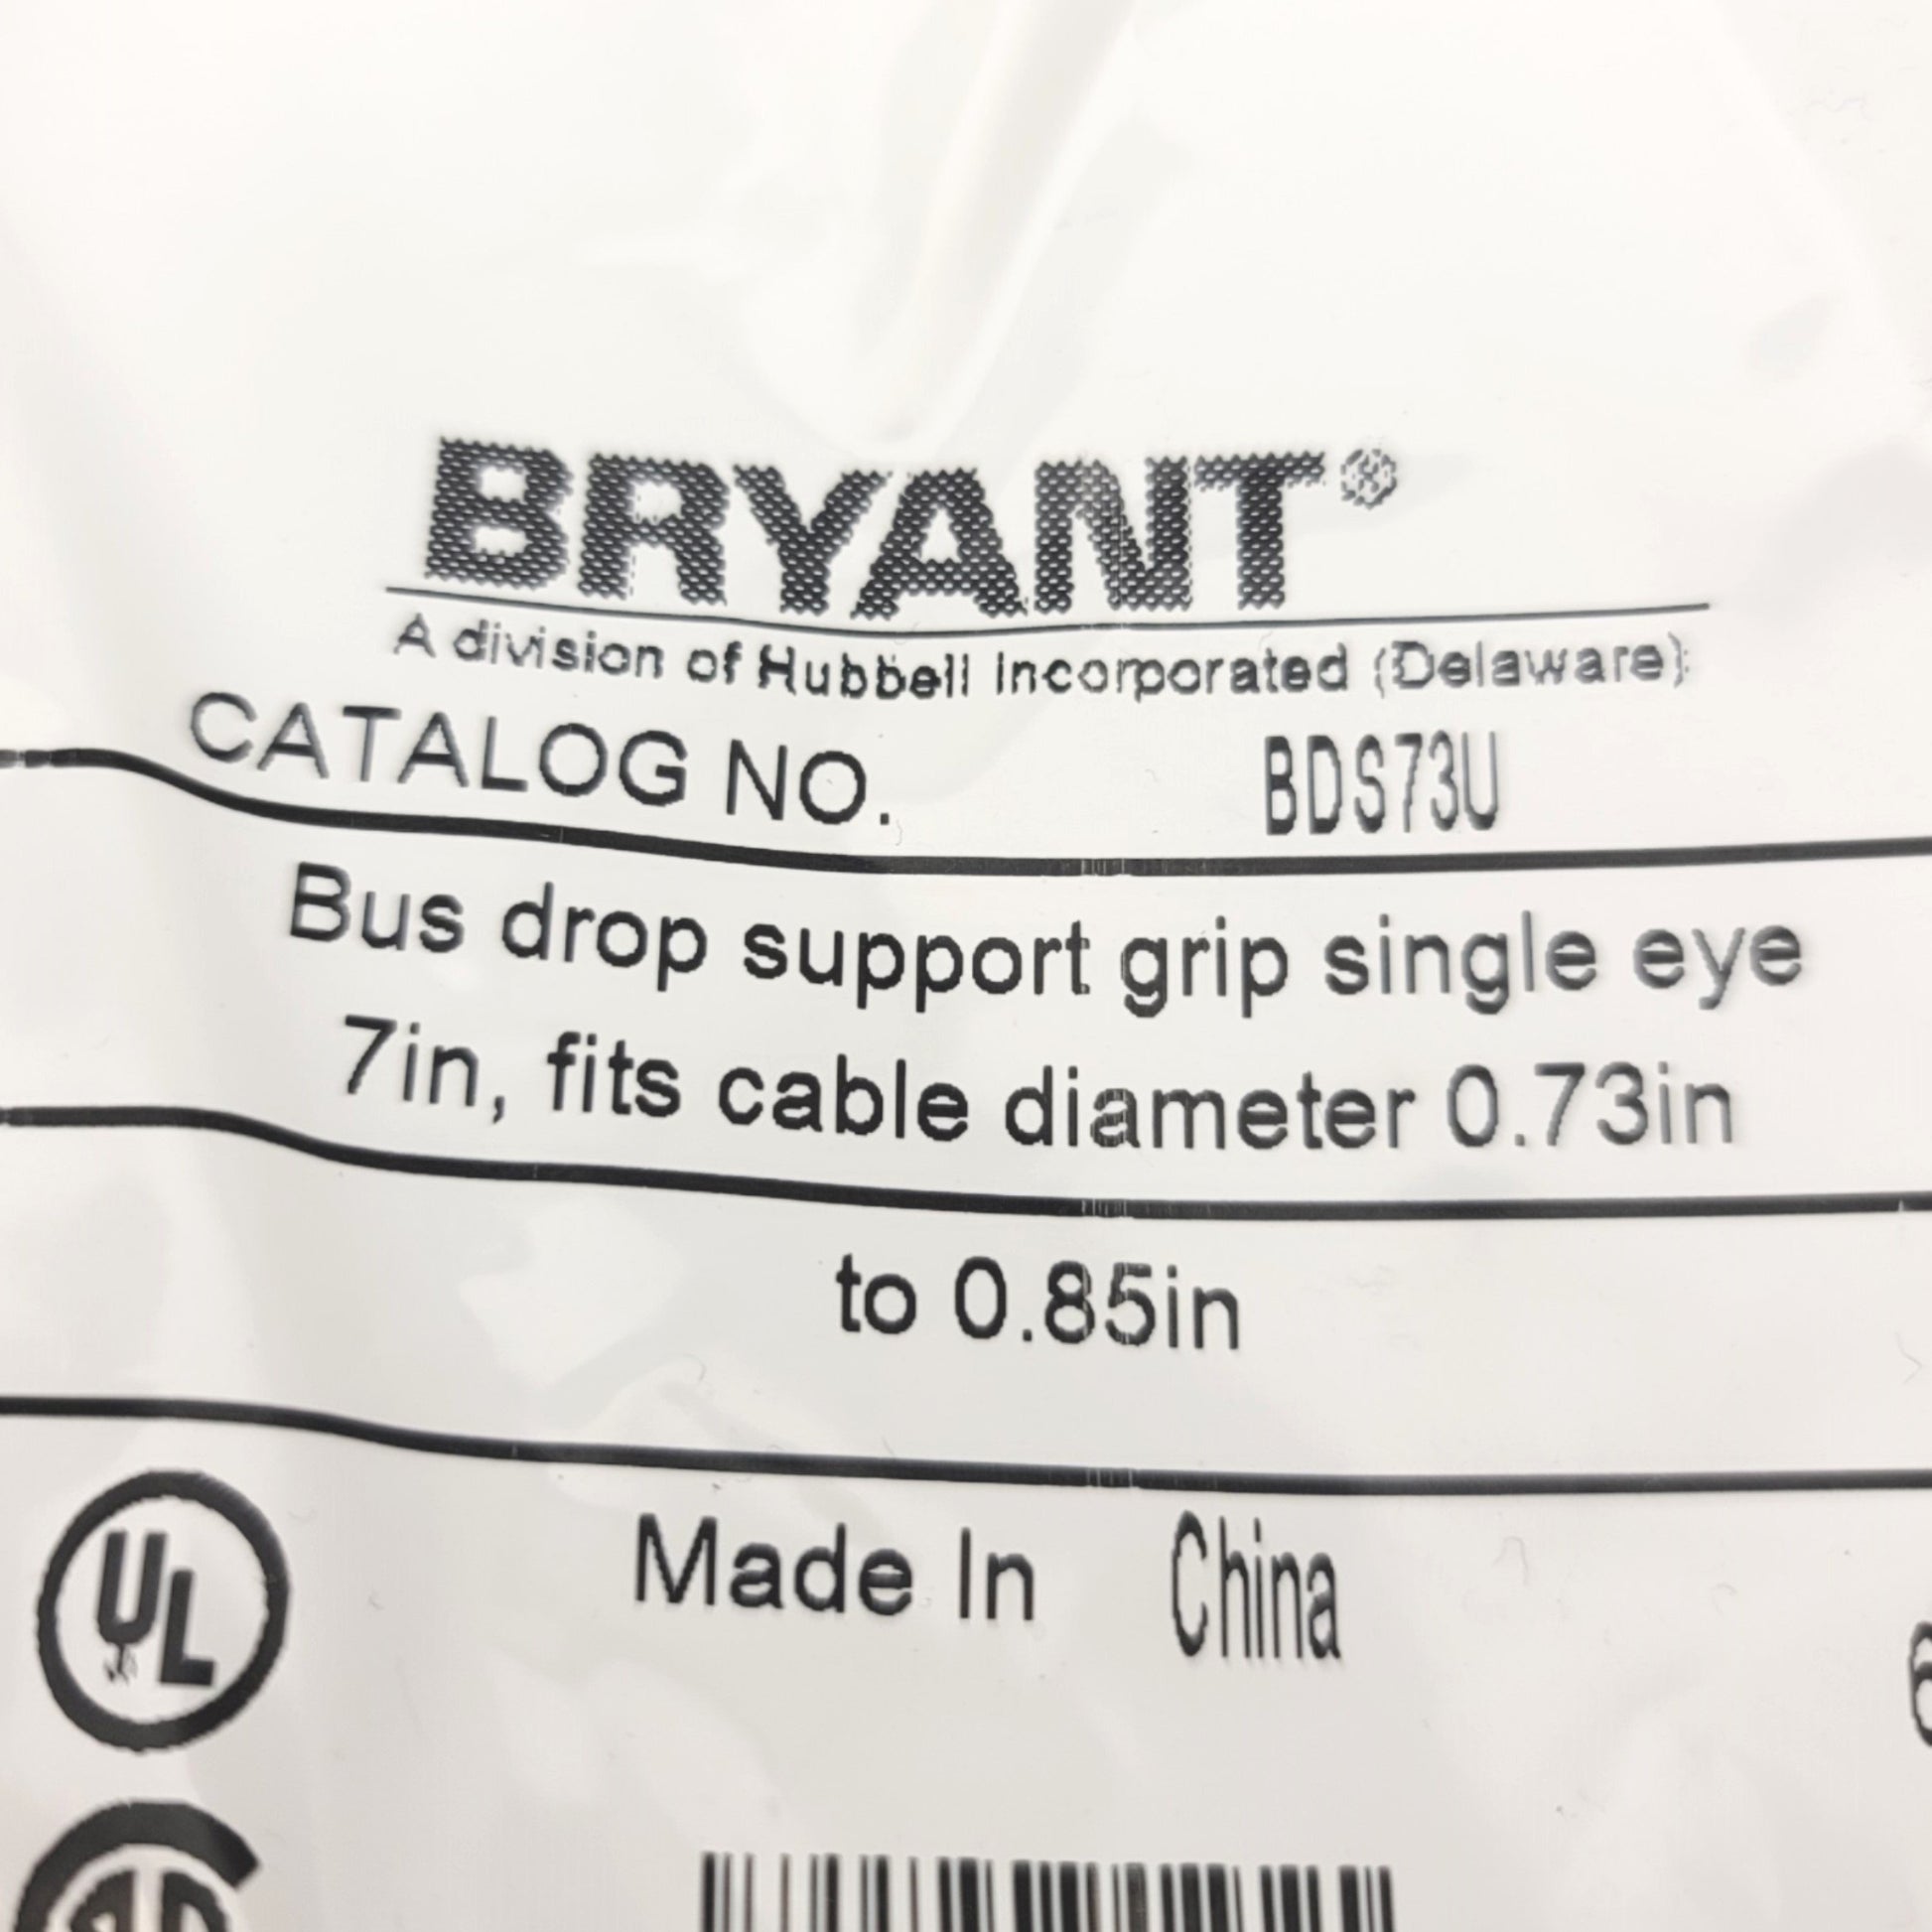 BRYANT®
A division of Hubbell Incorporated (Delaware)
CATALOG NO. BDS73U
Bus drop support grip single eye
7in, fits cable diameter 0.73in
to 0.85in
UL
Made In China